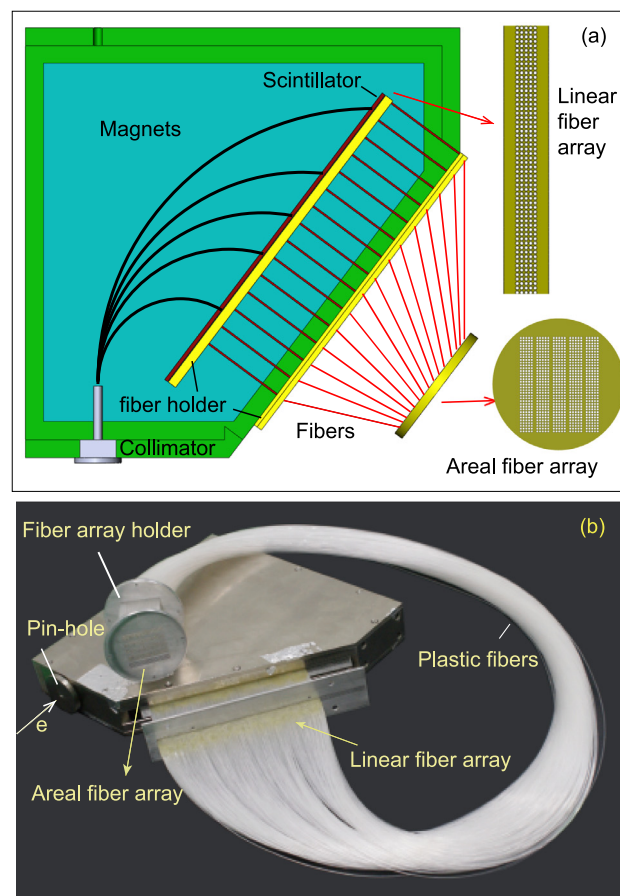 (a)
Scintillator
Magnets
Linear
fiber
array
fiber holder
Fibers
Collimator
Areal fiber array
(b)
Fiber array holder
Pin-hole
Plastic fibers
e
Linear fiber array
Areal fiber array